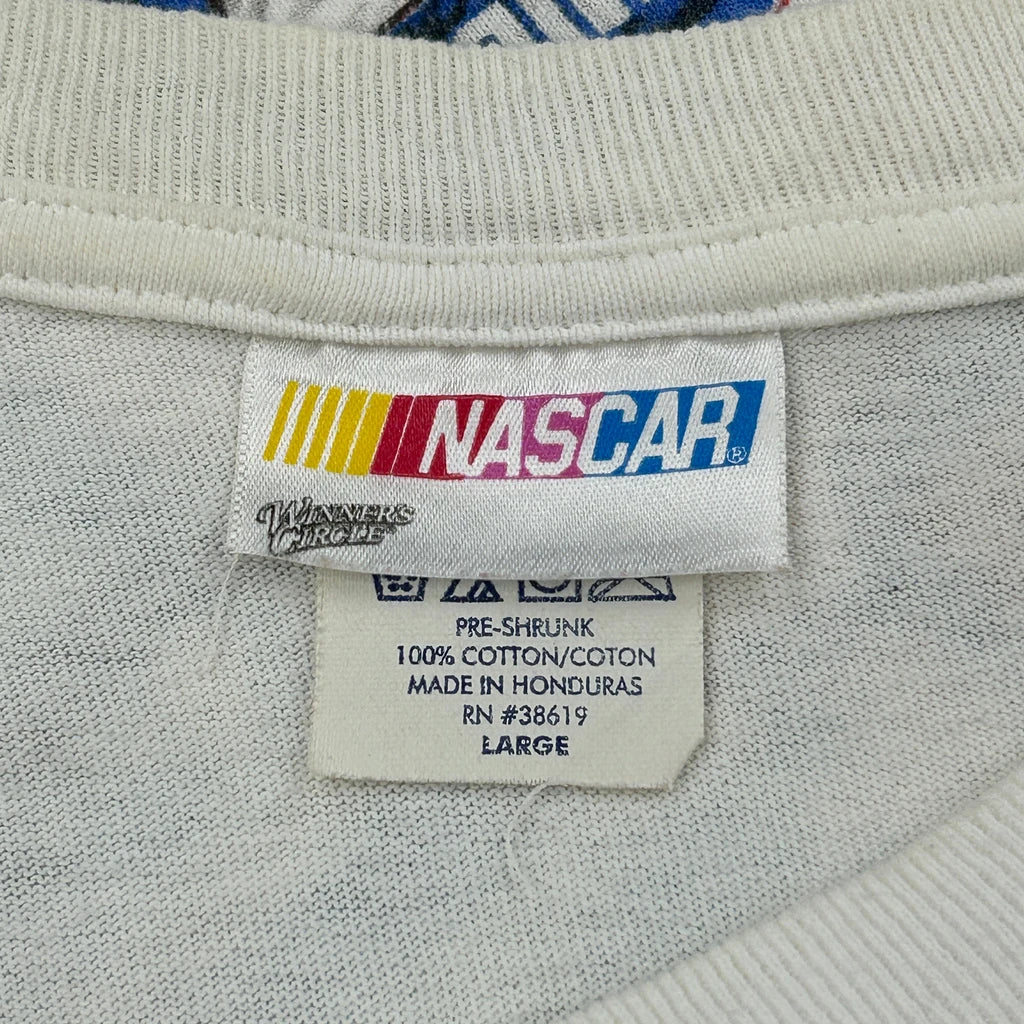 NASCAR®
WINNER'S
CIRCLE
PRE-SHRUNK
100% COTTON/COTON
MADE IN HONDURAS
RN #38619
LARGE